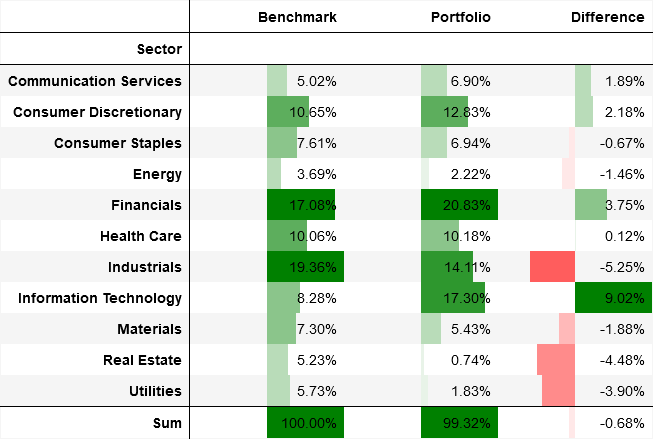 Benchmark Portfolio Difference
Sector
Communication Services 5.02% 6.90% 1.89%
Consumer Discretionary 10.65% 12.83% 2.18%
Consumer Staples 7.61% 6.94% -0.67%
Energy 3.69% 2.22% -1.46%
Financials 17.08% 20.83% 3.75%
Health Care 10.06% 10.18% 0.12%
Industrials 19.36% 14.11% -5.25%
Information Technology 8.28% 17.30% 9.02%
Materials 7.30% 5.43% -1.88%
Real Estate 5.23% 0.74% -4.48%
Utilities 5.73% 1.83% -3.90%
Sum 100.00% 99.32% -0.68%